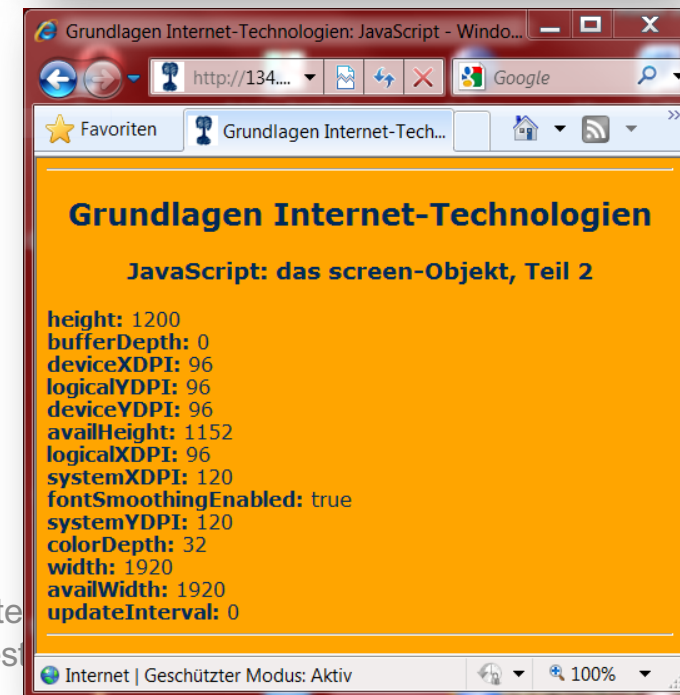 Grundlagen Internet-Technologien: JavaScript - Windo...
http://134....
Google
Favoriten
Grundlagen Internet-Tech...
Grundlagen Internet-Technologien
JavaScript: das screen-Objekt, Teil 2
height: 1200
bufferDepth: 0
deviceXDPI: 96
logicalYDPI: 96
deviceYDPI: 96
availHeight: 1152
logicalXDPI: 96
systemXDPI: 120
fontSmoothingEnabled: true
systemYDPI: 120
colorDepth: 32
width: 1920
availWidth: 1920
updateInterval: 0
Internet | Geschützter Modus: Aktiv
100%